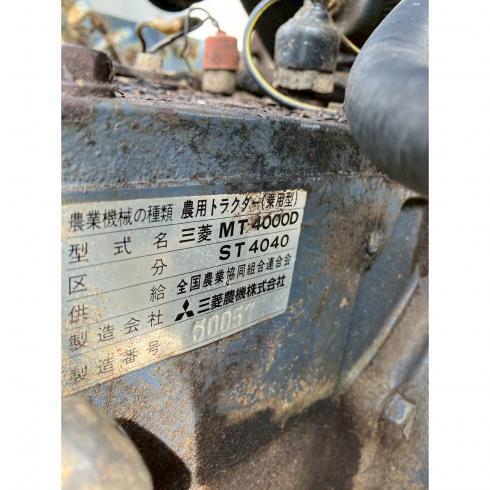 農業機械の種類 農用トラクター(乗用型)
型式名 三菱 MT4000D
区分 ST4040
供給 全国農業協同組合連合会
製造会社 三菱農機株式会社
製造番号 60057